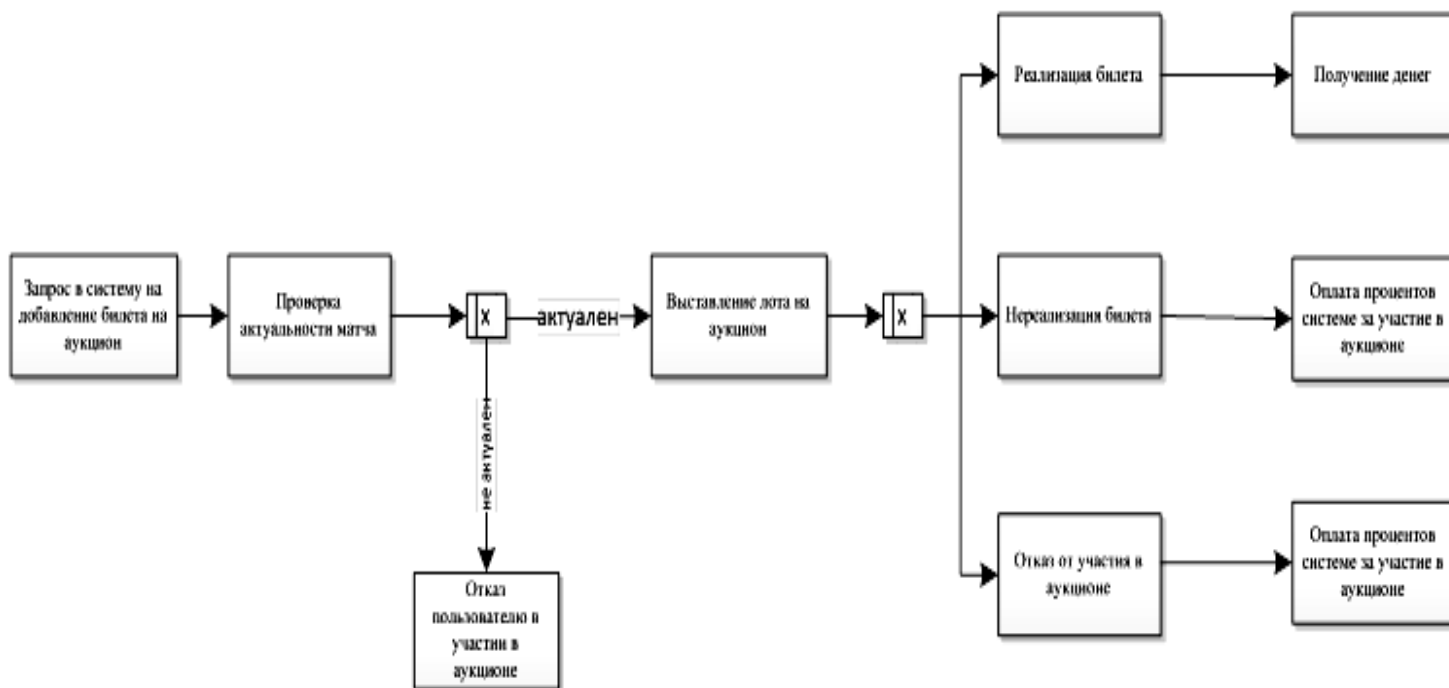 Реализация билета
Получение денег
Запрос в систему на
добавление билета на
аукцион
Проверка
актуальности матча
X
актуален
Выставление лота на
аукцион
X
Нереализация билета
Оплата процентов
системе за участие в
аукционе
не актуален
Отказ
пользователю в
участии в
аукционе
Отказ от участия в
аукционе
Оплата процентов
системе за участие в
аукционе